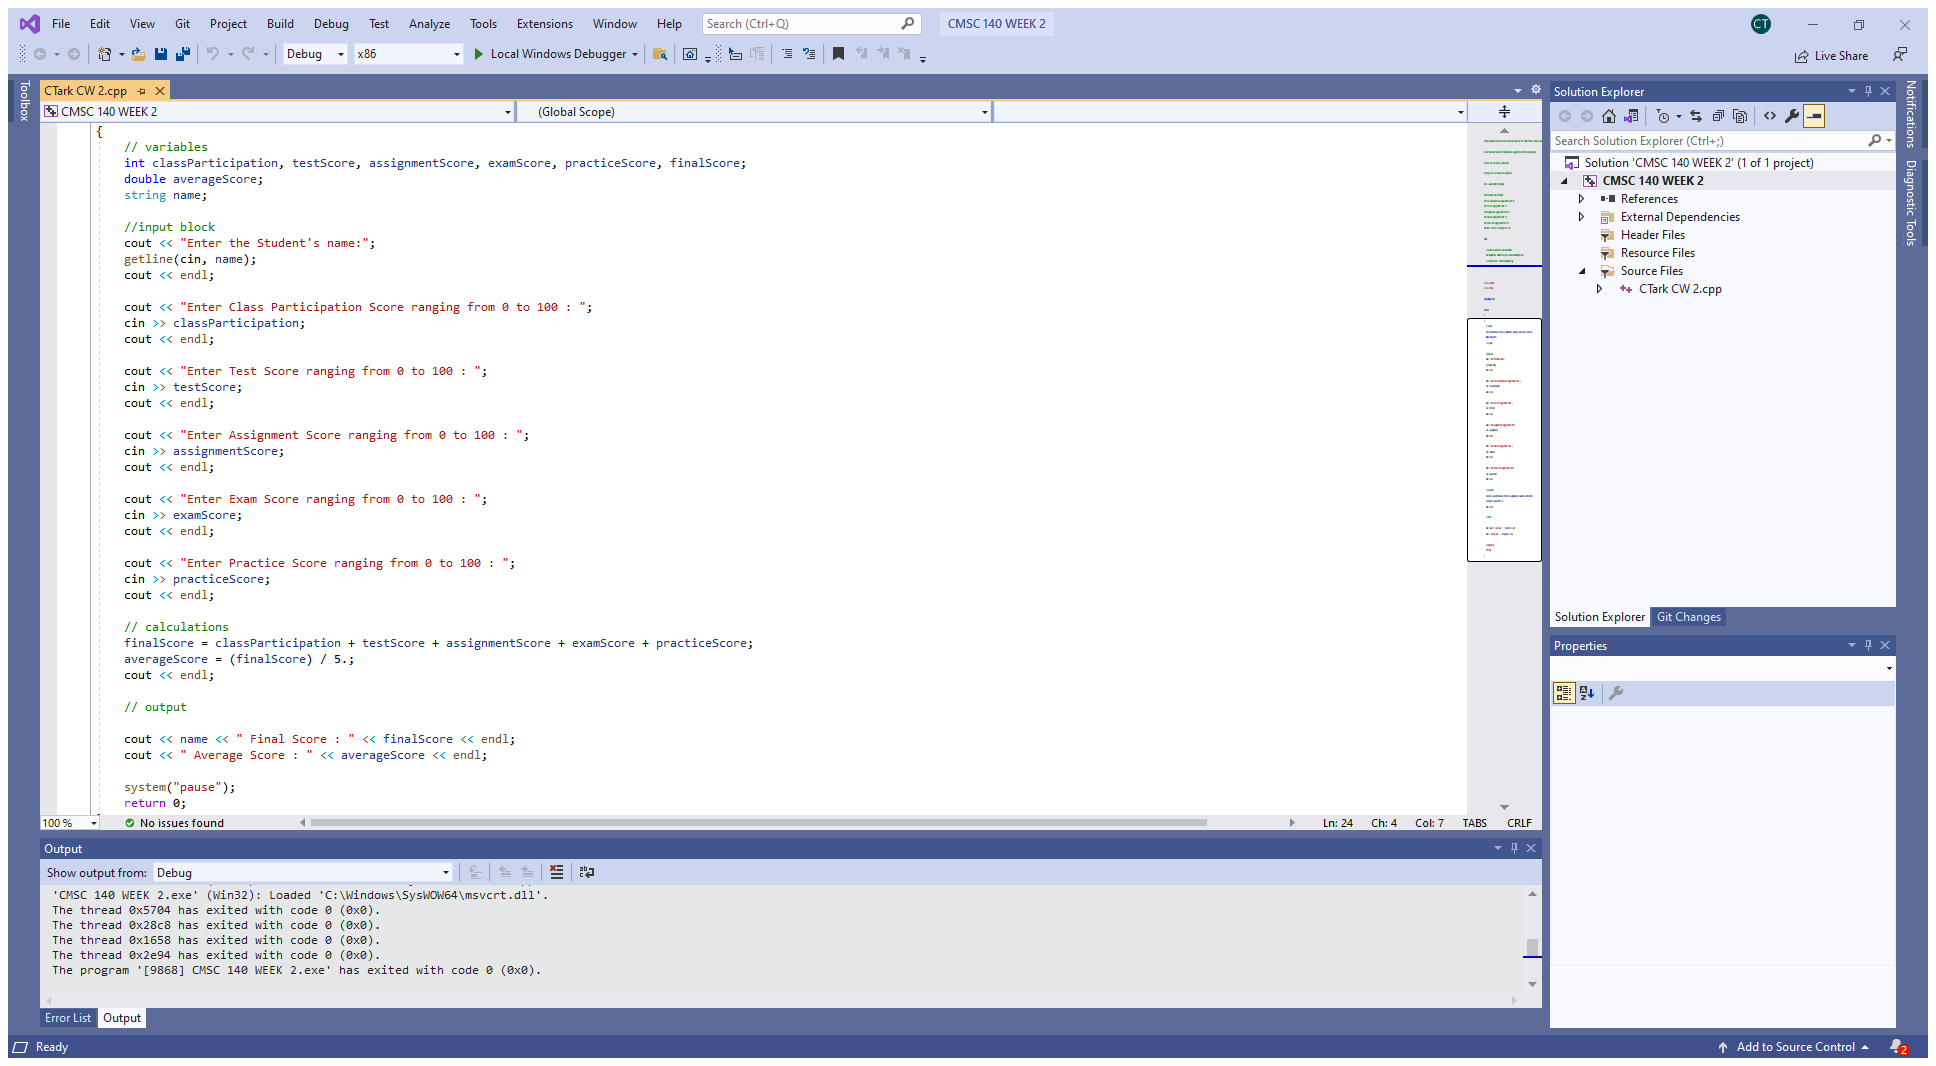 File Edit View Git Project Build Debug Test Analyze Tools Extensions Window Help Search (Ctrl+Q) CMSC 140 WEEK 2 CT
Debug x86 Local Windows Debugger Live Share
Toolbox
CTark CW 2.cpp
CMSC 140 WEEK 2 (Global Scope)
{
// variables
int classParticipation, testScore, assignmentScore, examScore, practiceScore, finalScore;
double averageScore;
string name;
//input block
cout << "Enter the Student's name:";
getline(cin, name);
cout << endl;
cout << "Enter Class Participation Score ranging from 0 to 100 : ";
cin >> classParticipation;
cout << endl;
cout << "Enter Test Score ranging from 0 to 100 : ";
cin >> testScore;
cout << endl;
cout << "Enter Assignment Score ranging from 0 to 100 : ";
cin >> assignmentScore;
cout << endl;
cout << "Enter Exam Score ranging from 0 to 100 : ";
cin >> examScore;
cout << endl;
cout << "Enter Practice Score ranging from 0 to 100 : ";
cin >> practiceScore;
cout << endl;
// calculations
finalScore = classParticipation + testScore + assignmentScore + examScore + practiceScore;
averageScore = (finalScore) / 5.;
cout << endl;
// output
cout << name << " Final Score : " << finalScore << endl;
cout << " Average Score : " << averageScore << endl;
system("pause");
return 0;
100 % No issues found Ln: 24 Ch: 4 Col: 7 TABS CRLF
Output
Show output from: Debug
'CMSC 140 WEEK 2.exe' (Win32): Loaded 'C:\Windows\SysWOW64\msvcrt.dll'.
The thread 0x5704 has exited with code 0 (0x0).
The thread 0x28c8 has exited with code 0 (0x0).
The thread 0x1658 has exited with code 0 (0x0).
The thread 0x2e94 has exited with code 0 (0x0).
The program '[9868] CMSC 140 WEEK 2.exe' has exited with code 0 (0x0).
Error List Output
Solution Explorer
Search Solution Explorer (Ctrl+;)
Solution 'CMSC 140 WEEK 2' (1 of 1 project)
CMSC 140 WEEK 2
References
External Dependencies
Header Files
Resource Files
Source Files
CTark CW 2.cpp
Solution Explorer Git Changes
Properties
Notifications
Diagnostic Tools
Ready Add to Source Control 2